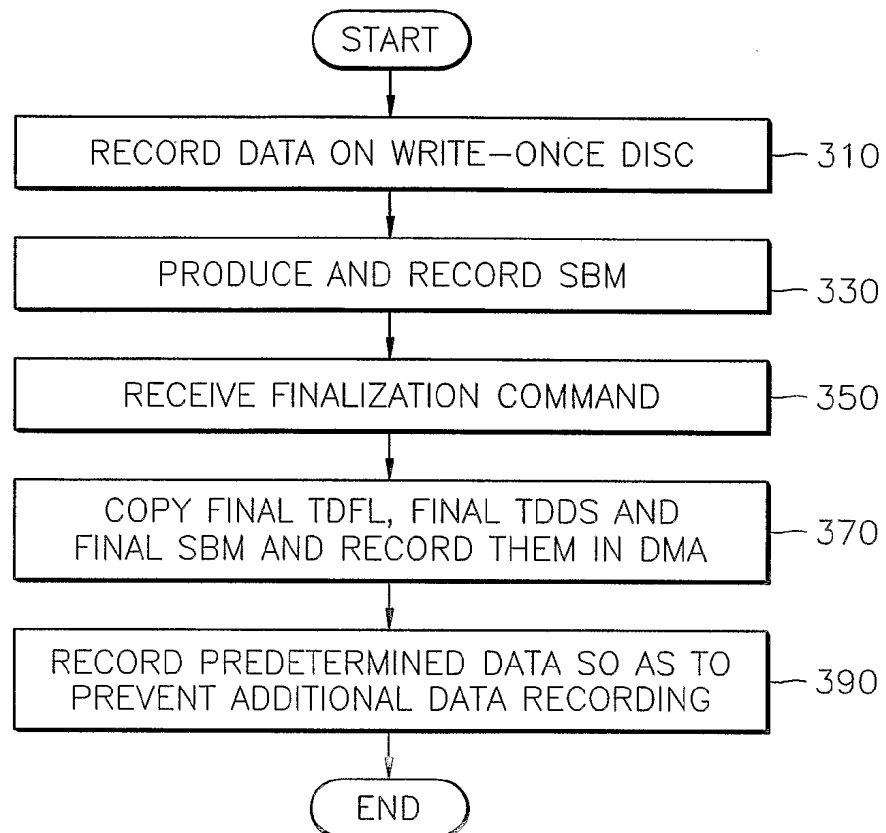 START
RECORD DATA ON WRITE-ONCE DISC
310
PRODUCE AND RECORD SBM
330
RECEIVE FINALIZATION COMMAND
350
COPY FINAL TDFL, FINAL TDDS AND
FINAL SBM AND RECORD THEM IN DMA
370
RECORD PREDETERMINED DATA SO AS TO
PREVENT ADDITIONAL DATA RECORDING
390
END